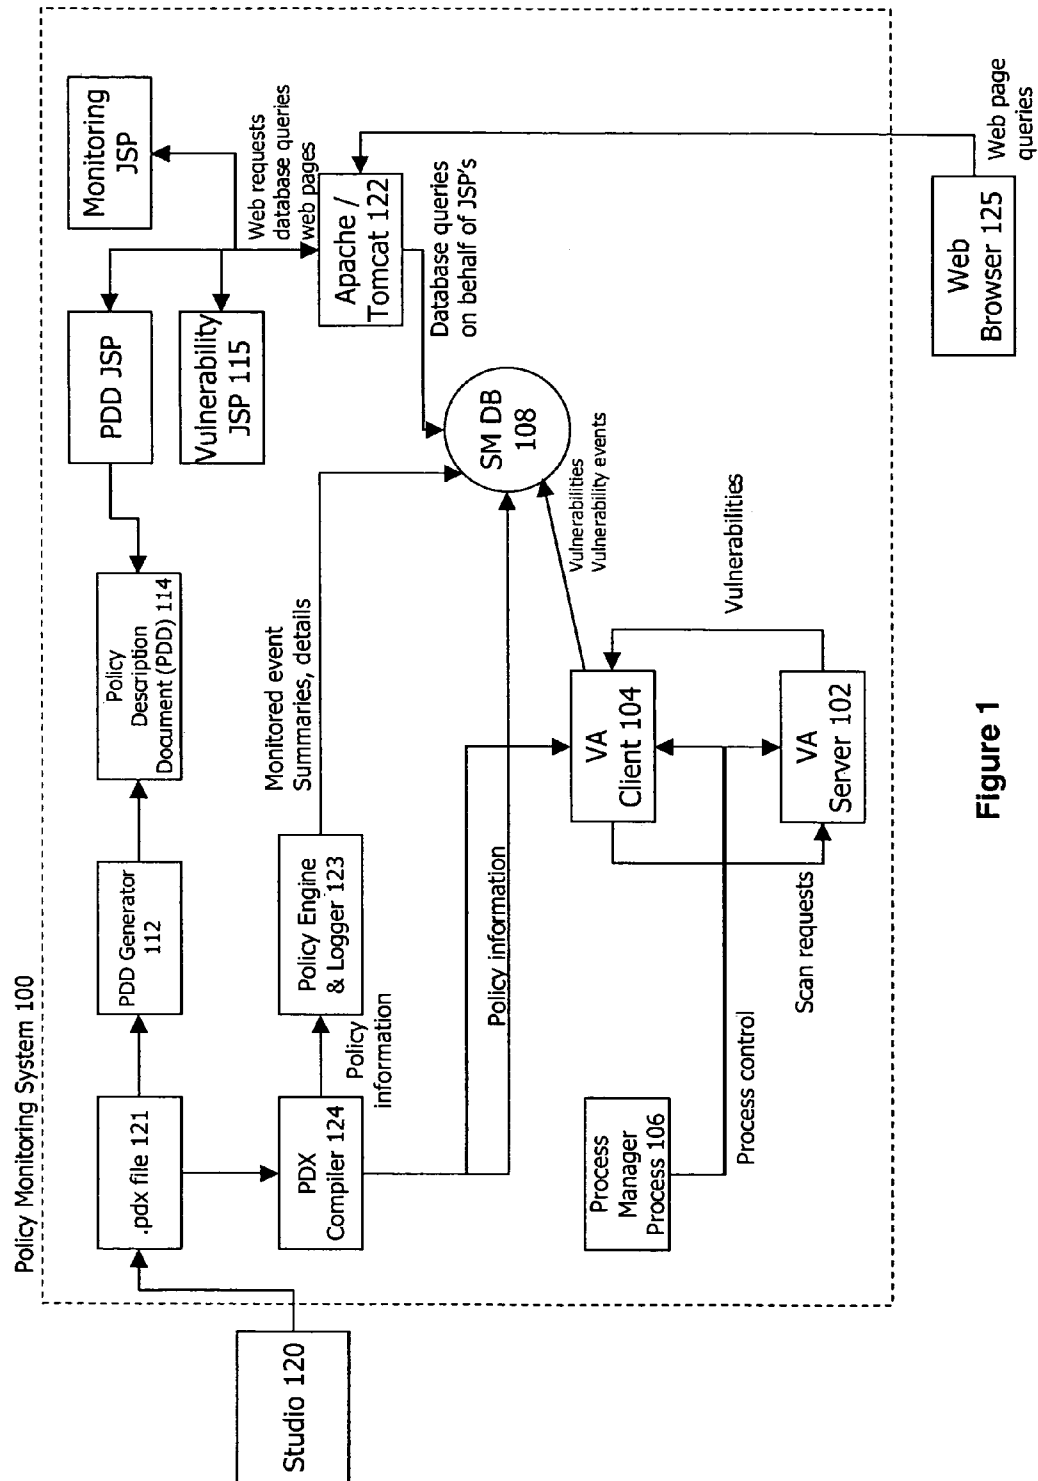 Policy Monitoring System 100
Studio 120
.pdx file 121
PDD Generator
112
Policy
Description
Document (PDD) 114
PDD JSP
Monitoring
JSP
Vulnerability
JSP 115
Web requests
database queries
web pages
PDX
Compiler 124
Policy
information
Policy Engine
& Logger 123
Monitored event
Summaries, details
Apache /
Tomcat 122
Database queries
on behalf of JSP's
SM DB
108
Policy information
Vulnerabilities
Vulnerability events
Process
Manager
Process 106
Process control
VA
Client 104
Vulnerabilities
Scan requests
VA
Server 102
Web
Browser 125
Web page
queries
Figure 1